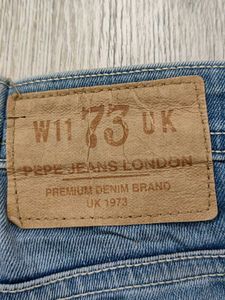 W11 73 UK
PEPE JEANS LONDON
PREMIUM DENIM BRAND
UK 1973